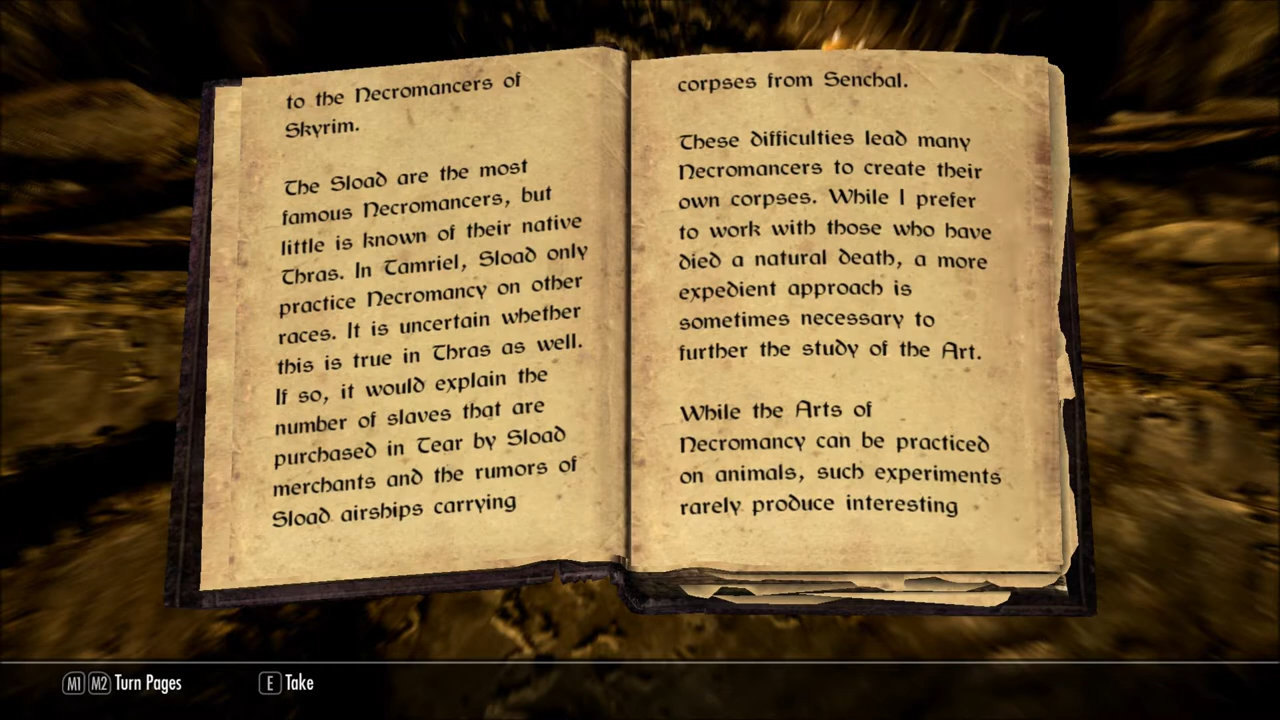 to the Necromancers of
Skyrim.
The Sload are the most
famous Necromancers, but
little is known of their native
Thras. In Tamriel, Sload only
practice Necromancy on other
races. It is uncertain whether
this is true in Thras as well.
If so, it would explain the
number of slaves that are
purchased in Tear by Sload
merchants and the rumors of
Sload airships carrying
corpses from Senchal.
These difficulties lead many
Necromancers to create their
own corpses. While I prefer
to work with those who have
died a natural death, a more
expedient approach is
sometimes necessary to
further the study of the Art.
While the Arts of
Necromancy can be practiced
on animals, such experiments
rarely produce interesting
M1 M2 Turn Pages
E Take